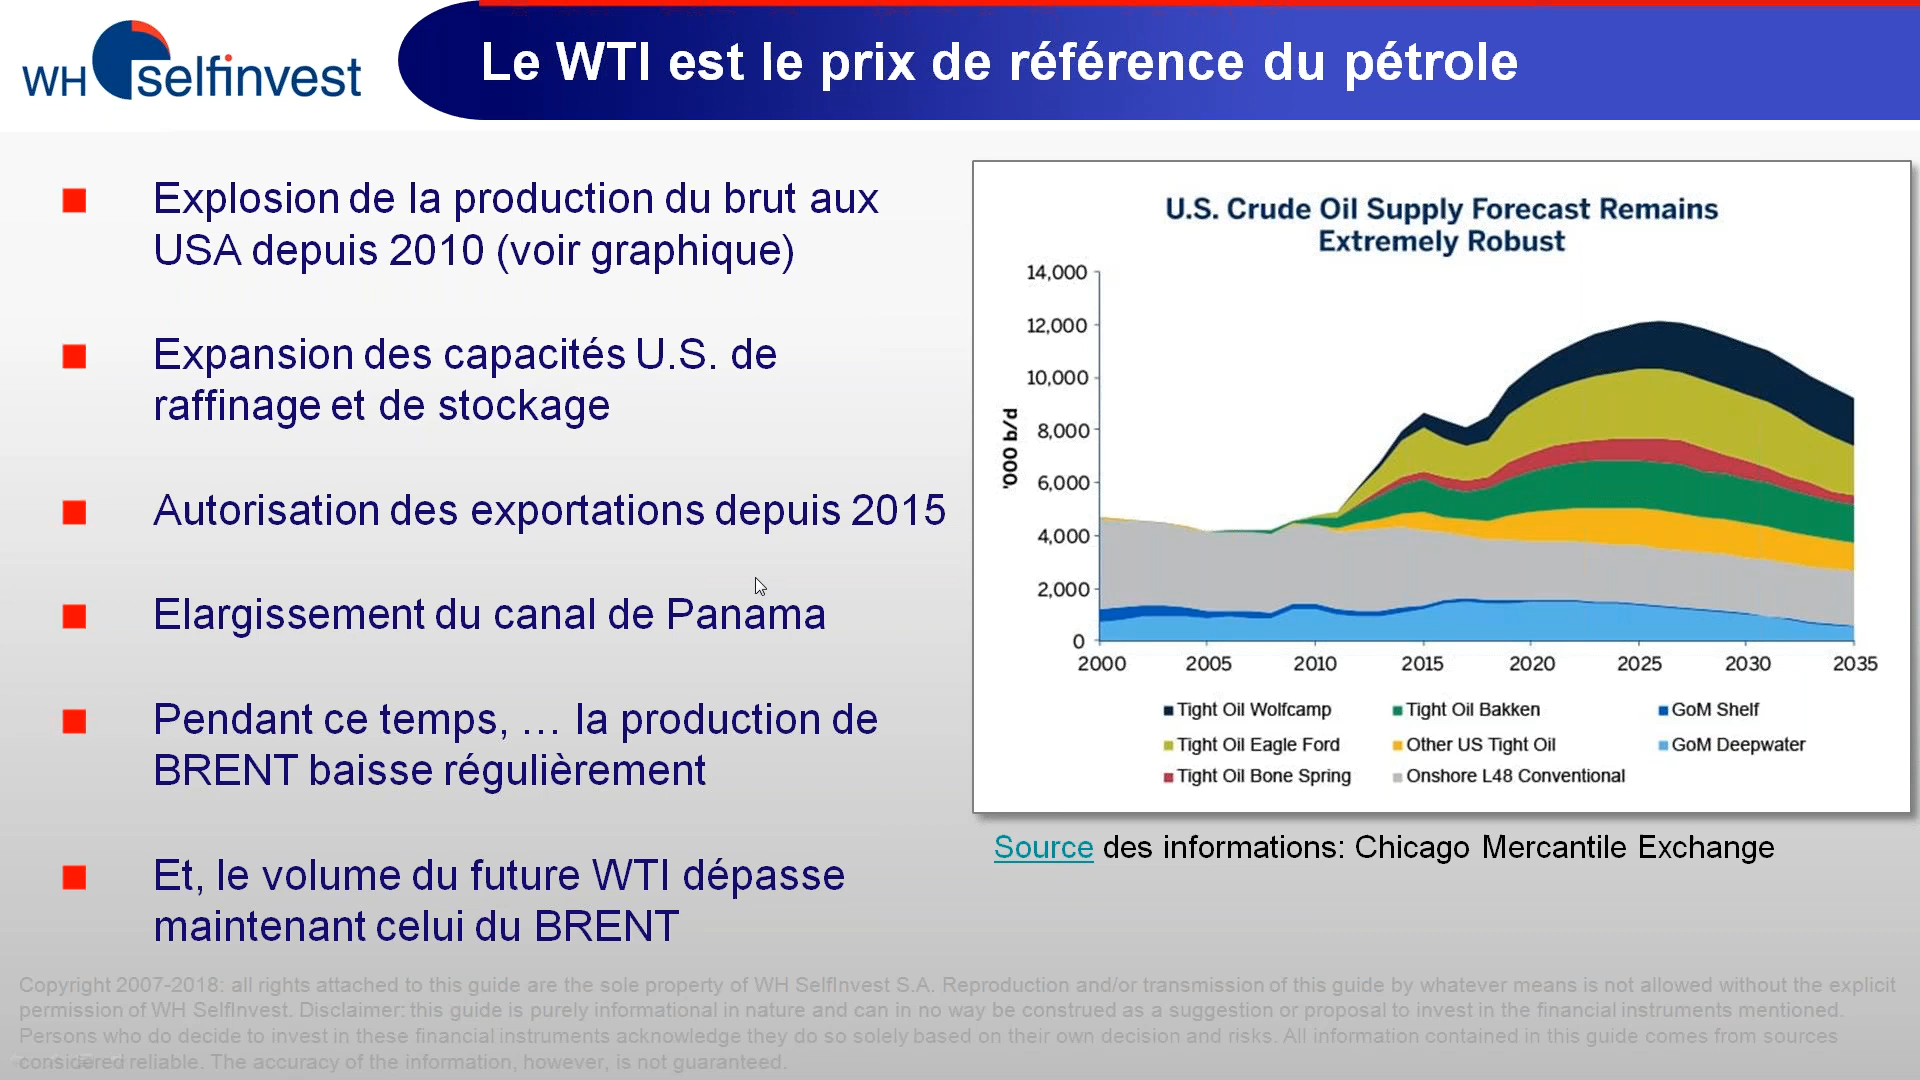 WH selfinvest
Le WTI est le prix de référence du pétrole
Explosion de la production du brut aux
USA depuis 2010 (voir graphique)
Expansion des capacités U.S. de
raffinage et de stockage
Autorisation des exportations depuis 2015
Elargissement du canal de Panama
Pendant ce temps, … la production de
BRENT baisse régulièrement
Et, le volume du future WTI dépasse
maintenant celui du BRENT
U.S. Crude Oil Supply Forecast Remains
Extremely Robust
'000 b/d
14,000
12,000
10,000
8,000
6,000
4,000
2,000
0
2000 2005 2010 2015 2020 2025 2030 2035
Tight Oil Wolfcamp Tight Oil Bakken GoM Shelf
Tight Oil Eagle Ford Other US Tight Oil GoM Deepwater
Tight Oil Bone Spring Onshore L48 Conventional
Source des informations: Chicago Mercantile Exchange
Copyright 2007-2018: all rights attached to this guide are the sole property of WH SelfInvest S.A. Reproduction and/or transmission of this guide by whatever means is not allowed without the explicit
permission of WH SelfInvest. Disclaimer: this guide is purely informational in nature and can in no way be construed as a suggestion or proposal to invest in the financial instruments mentioned.
Persons who do decide to invest in these financial instruments acknowledge they do so solely based on their own decision and risks. All information contained in this guide comes from sources
considered reliable. The accuracy of the information, however, is not guaranteed.